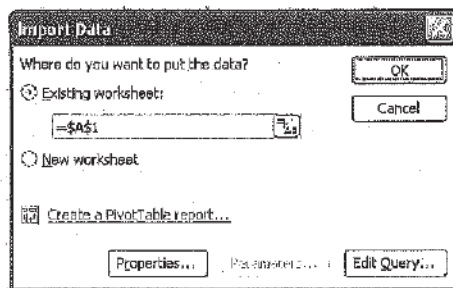 Import Data
Where do you want to put the data?
OK
Existing worksheet:
Cancel
=$A$1
New worksheet
Create a PivotTable report...
Properties...
Parameters...
Edit Query...